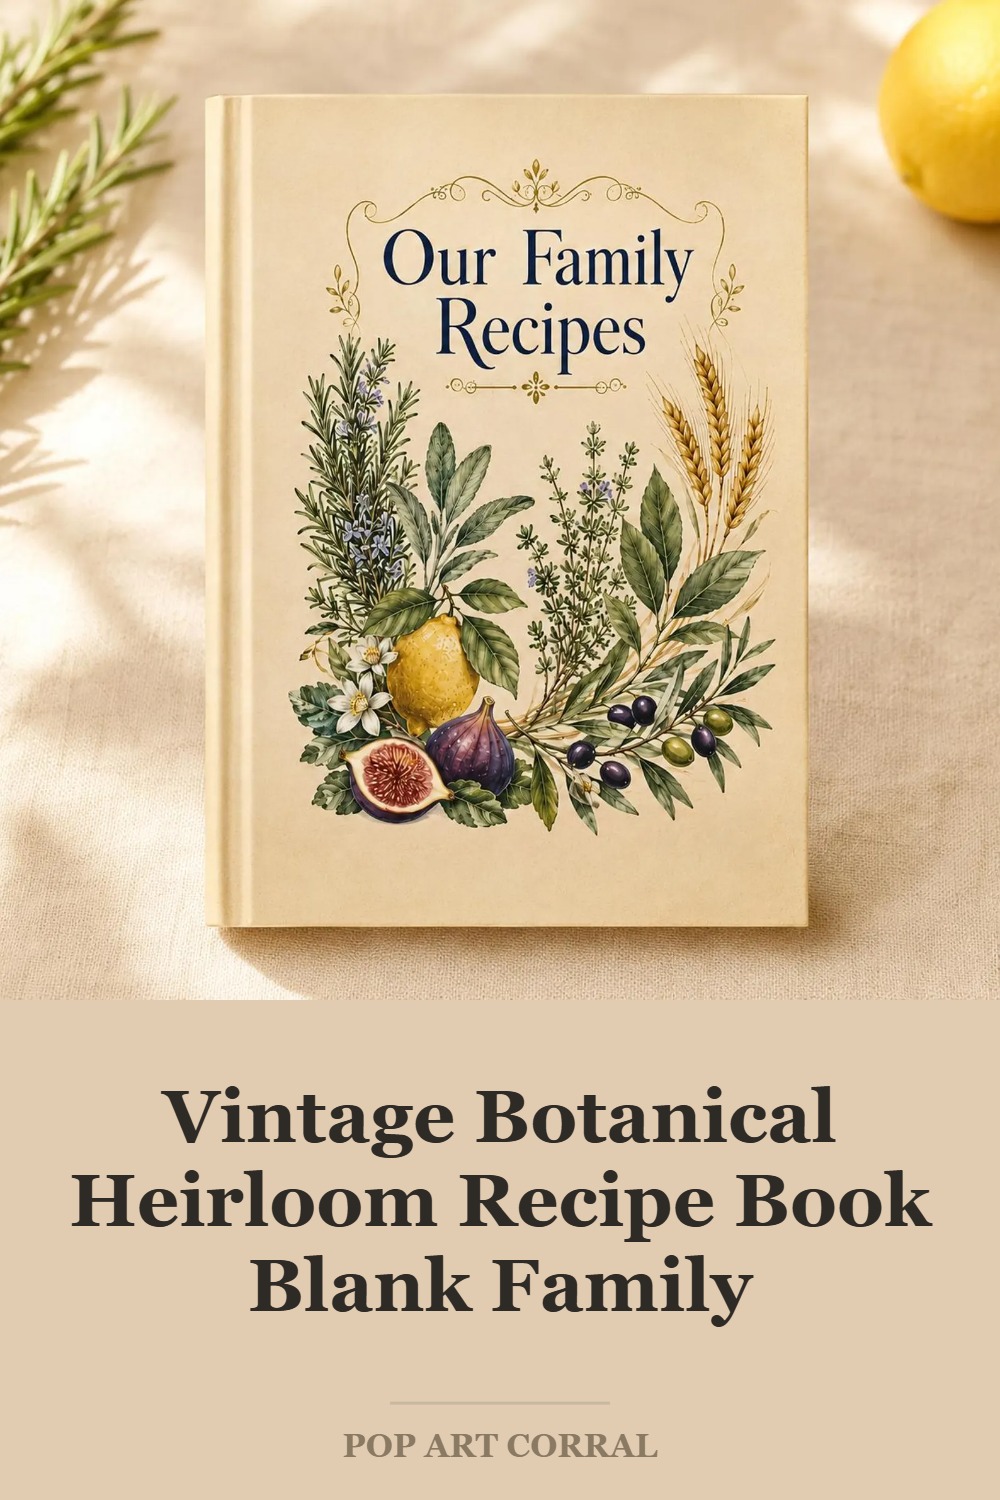 Our Family
Recipes
Vintage Botanical
Heirloom Recipe Book
Blank Family
POP ART CORRAL